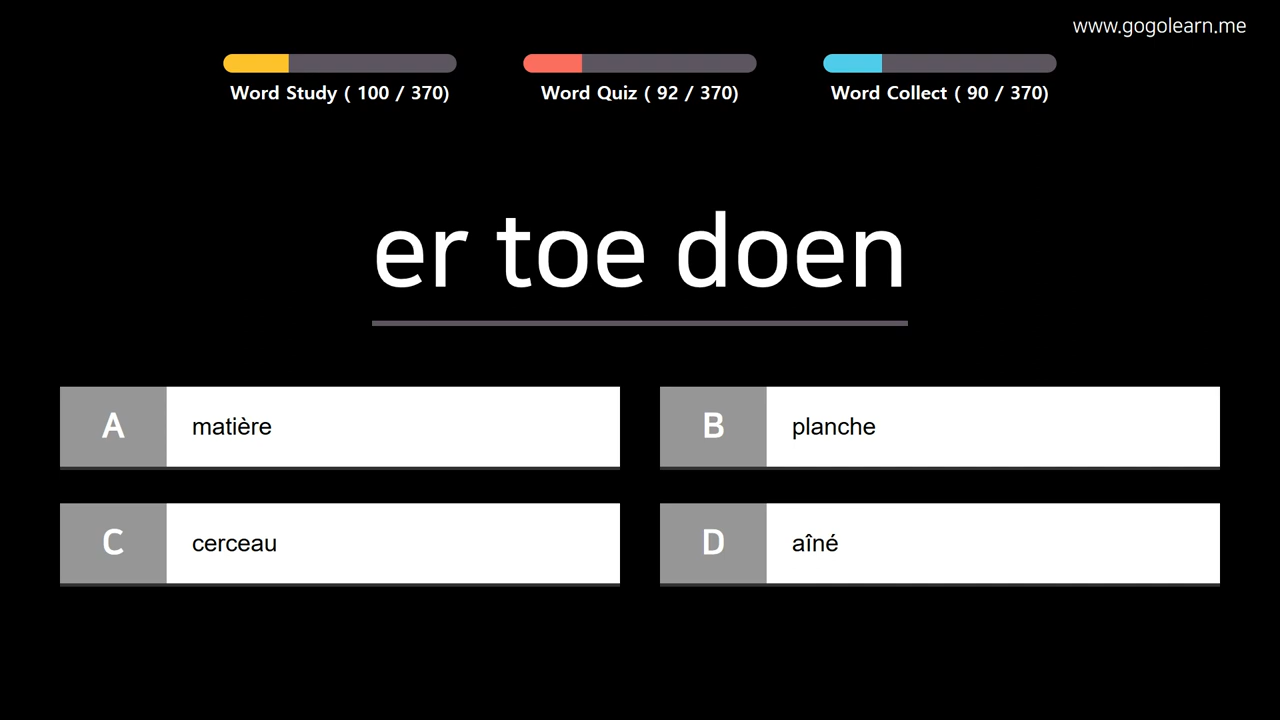 www.gogolearn.me
Word Study ( 100 / 370)
Word Quiz ( 92 / 370)
Word Collect ( 90 / 370)
er toe doen
A matière
B planche
C cerceau
D aîné